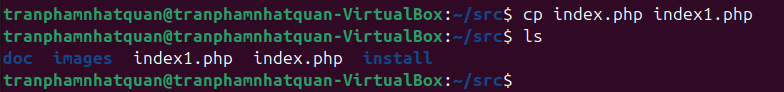 tranphamnhatquan@tranphamnhatquan-VirtualBox:~/src$ cp index.php index1.php
tranphamnhatquan@tranphamnhatquan-VirtualBox:~/src$ ls
doc  images  index1.php  index.php  install
tranphamnhatquan@tranphamnhatquan-VirtualBox:~/src$